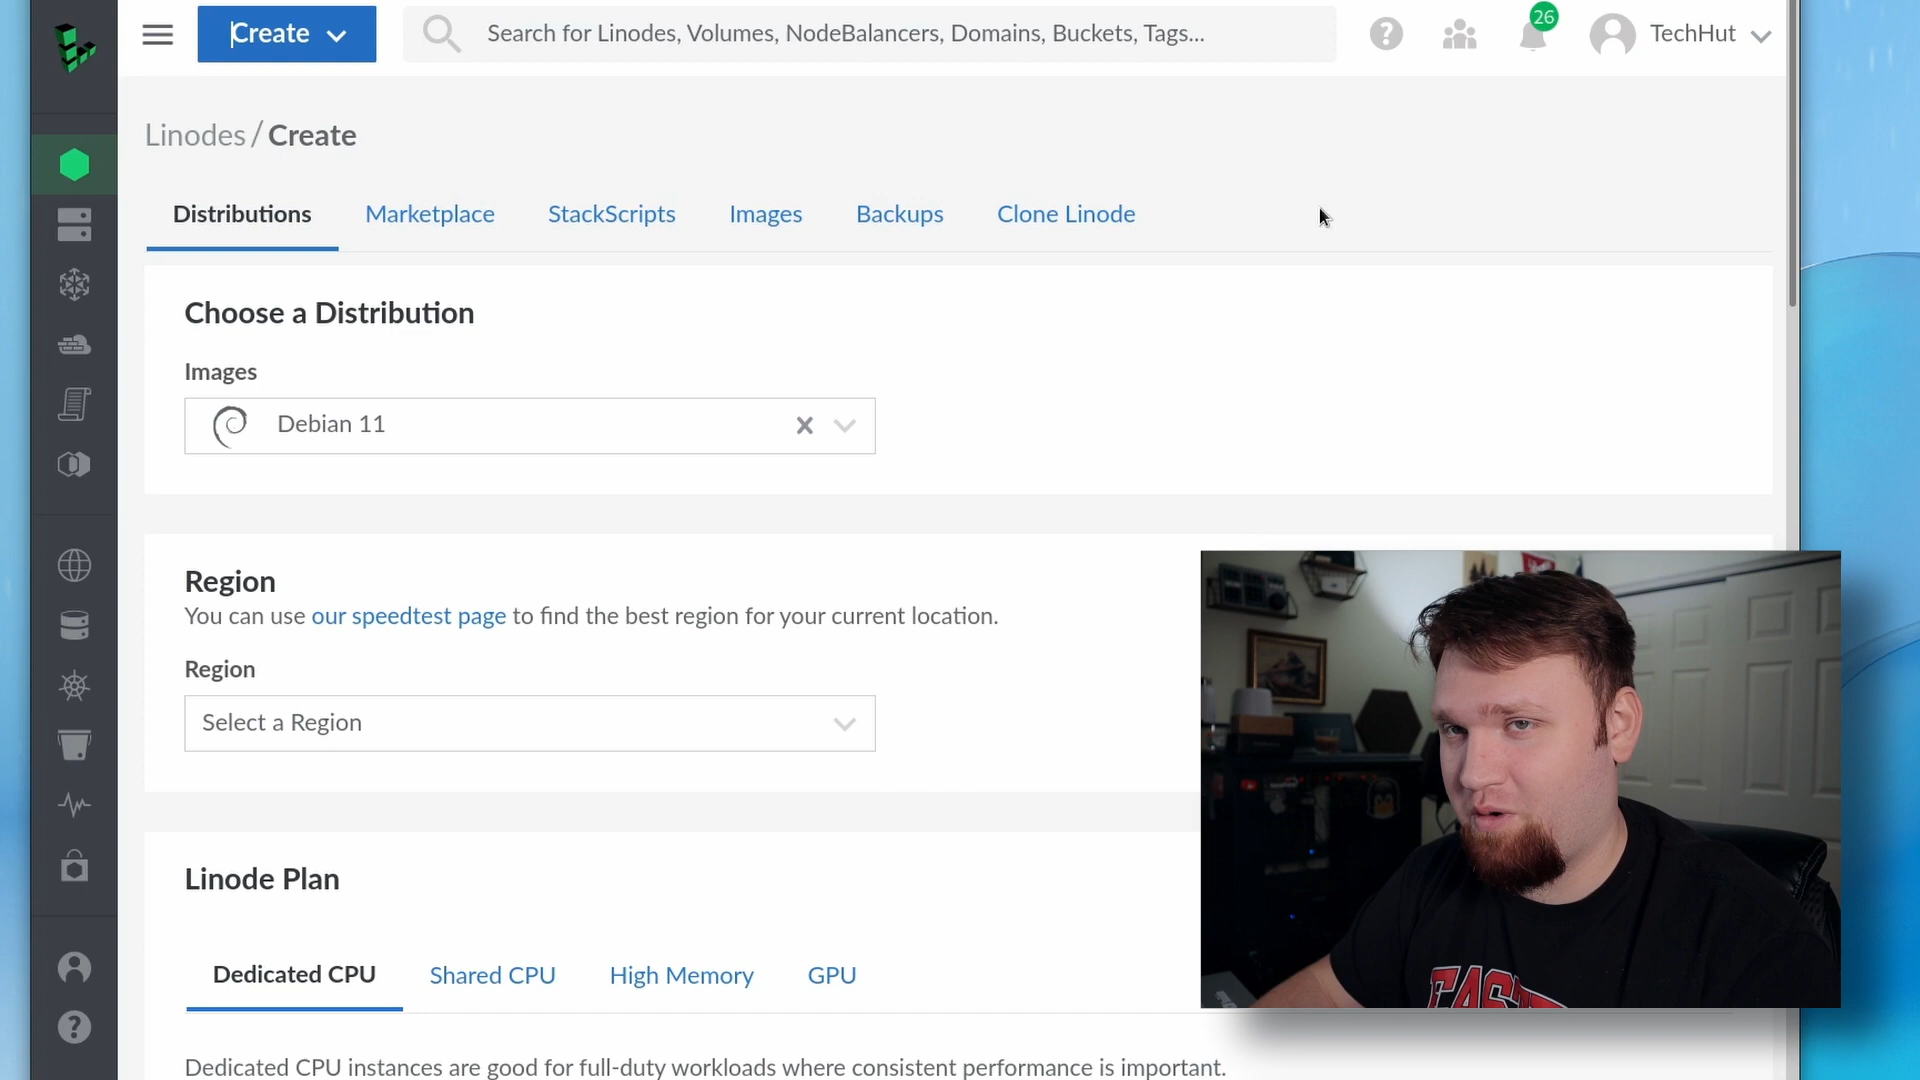 Create
Search for Linodes, Volumes, NodeBalancers, Domains, Buckets, Tags...
26
TechHut
Linodes / Create
Distributions
Marketplace
StackScripts
Images
Backups
Clone Linode
Choose a Distribution
Images
Debian 11
Region
You can use our speedtest page to find the best region for your current location.
Region
Select a Region
Linode Plan
Dedicated CPU
Shared CPU
High Memory
GPU
Dedicated CPU instances are good for full-duty workloads where consistent performance is important.